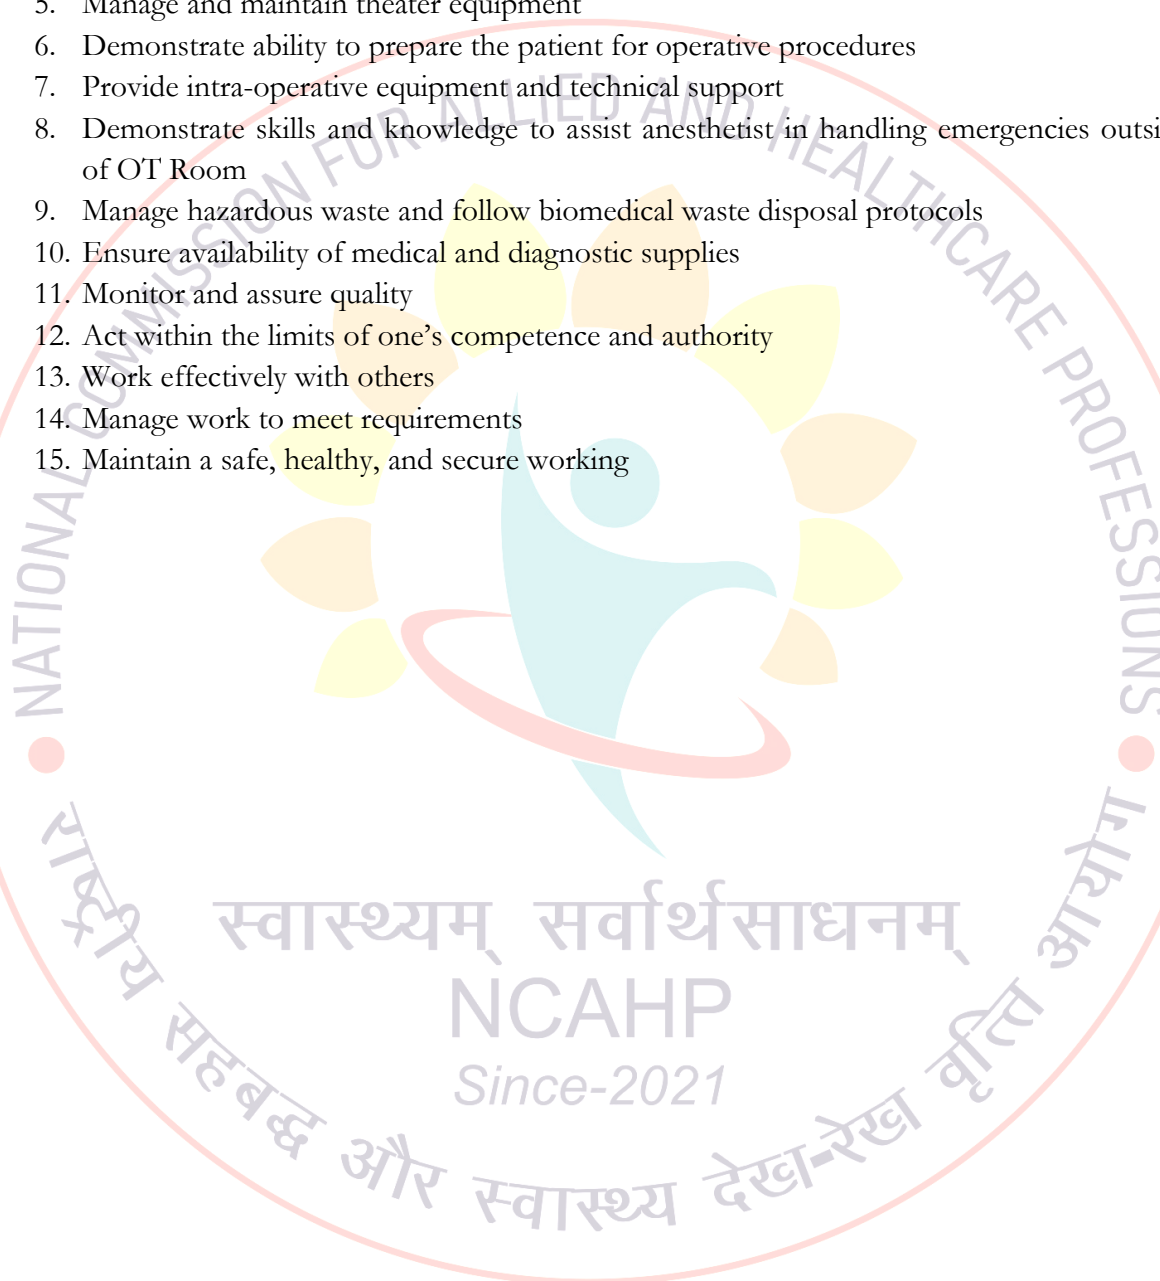 5. Manage and maintain theater equipment
6. Demonstrate ability to prepare the patient for operative procedures
7. Provide intra-operative equipment and technical support
8. Demonstrate skills and knowledge to assist anesthetist in handling emergencies outsi
of OT Room
9. Manage hazardous waste and follow biomedical waste disposal protocols
10. Ensure availability of medical and diagnostic supplies
11. Monitor and assure quality
12. Act within the limits of one’s competence and authority
13. Work effectively with others
14. Manage work to meet requirements
15. Maintain a safe, healthy, and secure working
NATIONAL COMMISSION FOR ALLIED AND HEALTHCARE PROFESSIONS
स्वास्थ्यम् सर्वार्थसाधनम्
NCAHP
Since-2021
राष्ट्रीय सहबद्ध और स्वास्थ्य देख-रेख वृत्ति आयोग